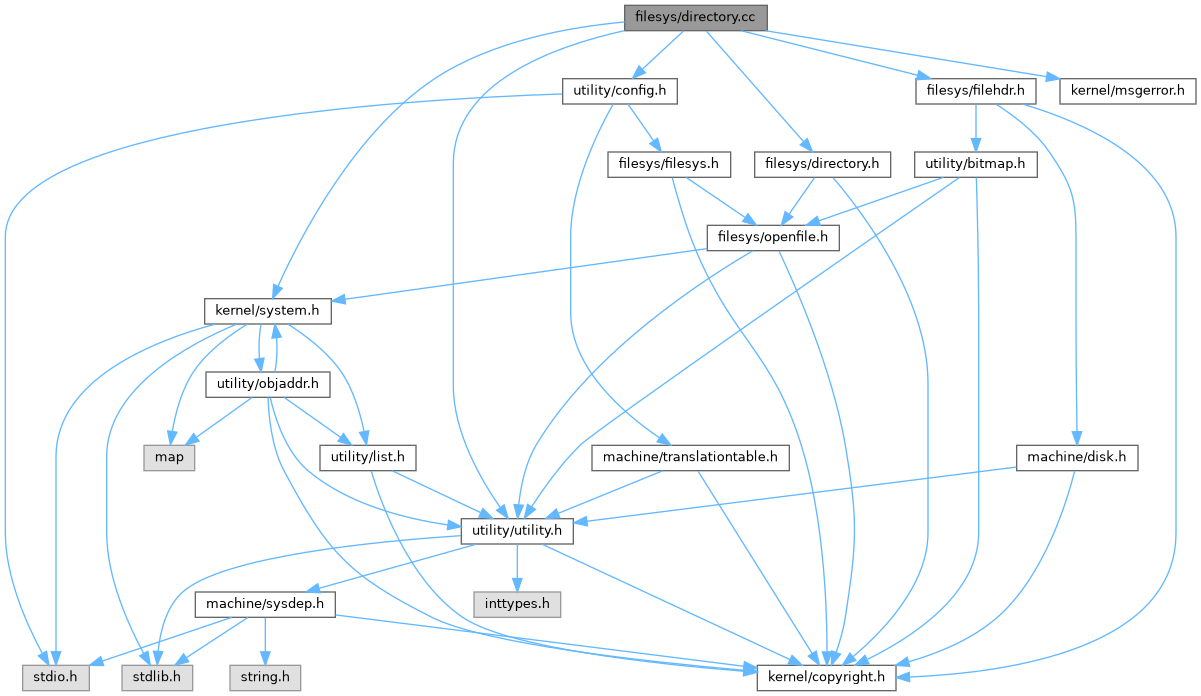 filesys/directory.cc
utility/config.h
filesys/filehdr.h
kernel/msgerror.h
filesys/filesys.h
filesys/directory.h
utility/bitmap.h
filesys/openfile.h
kernel/system.h
utility/objaddr.h
map
utility/list.h
machine/translationtable.h
machine/disk.h
utility/utility.h
machine/sysdep.h
inttypes.h
stdio.h
stdlib.h
string.h
kernel/copyright.h